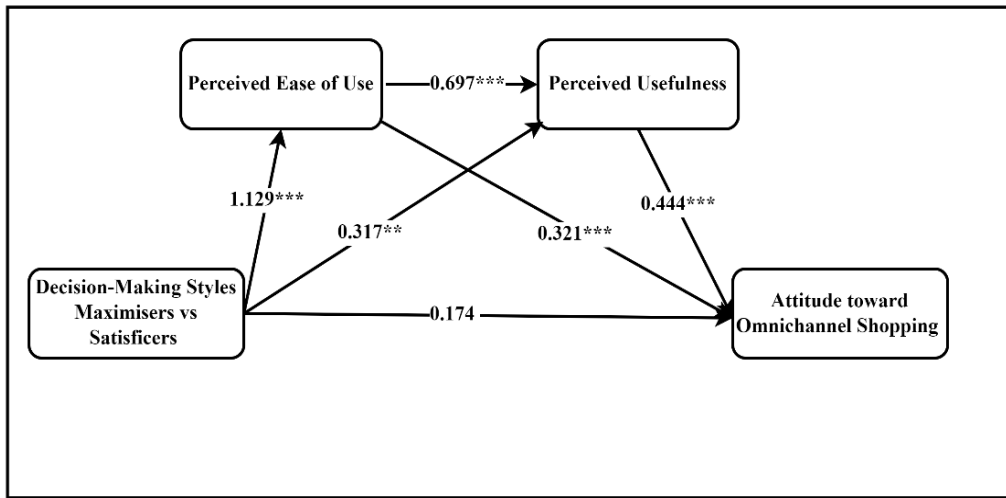 Perceived Ease of Use
0.697***
Perceived Usefulness
1.129***
0.317**
0.321***
0.444***
Decision-Making Styles
Maximisers vs
Satisficers
0.174
Attitude toward
Omnichannel Shopping